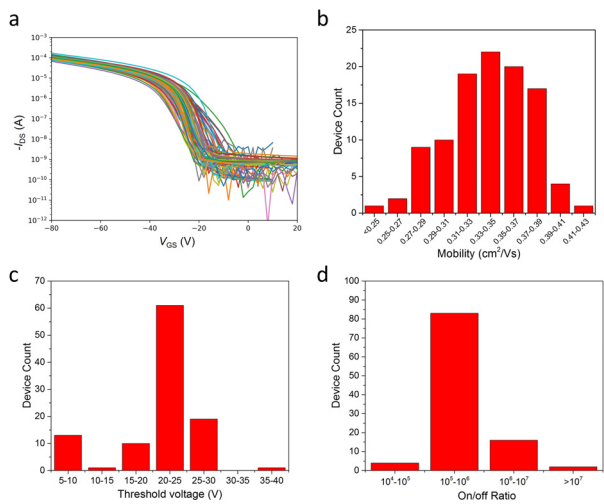 a
10⁻³
10⁻⁴
10⁻⁵
10⁻⁶
10⁻⁷
10⁻⁸
10⁻⁹
10⁻¹⁰
10⁻¹¹
10⁻¹²
-I_DS (A)
−80 −60 −40 −20 0 20
V_GS (V)
b
25
20
15
10
5
0
Device Count
<0.25 0.25-0.27 0.27-0.29 0.29-0.31 0.31-0.33 0.33-0.35 0.35-0.37 0.37-0.39 0.39-0.41 0.41-0.43
Mobility (cm²/Vs)
c
70
60
50
40
30
20
10
0
Device Count
5-10 10-15 15-20 20-25 25-30 30-35 35-40
Threshold voltage (V)
d
100
90
80
70
60
50
40
30
20
10
0
Device Count
10⁴-10⁵ 10⁵-10⁶ 10⁶-10⁷ >10⁷
On/off Ratio